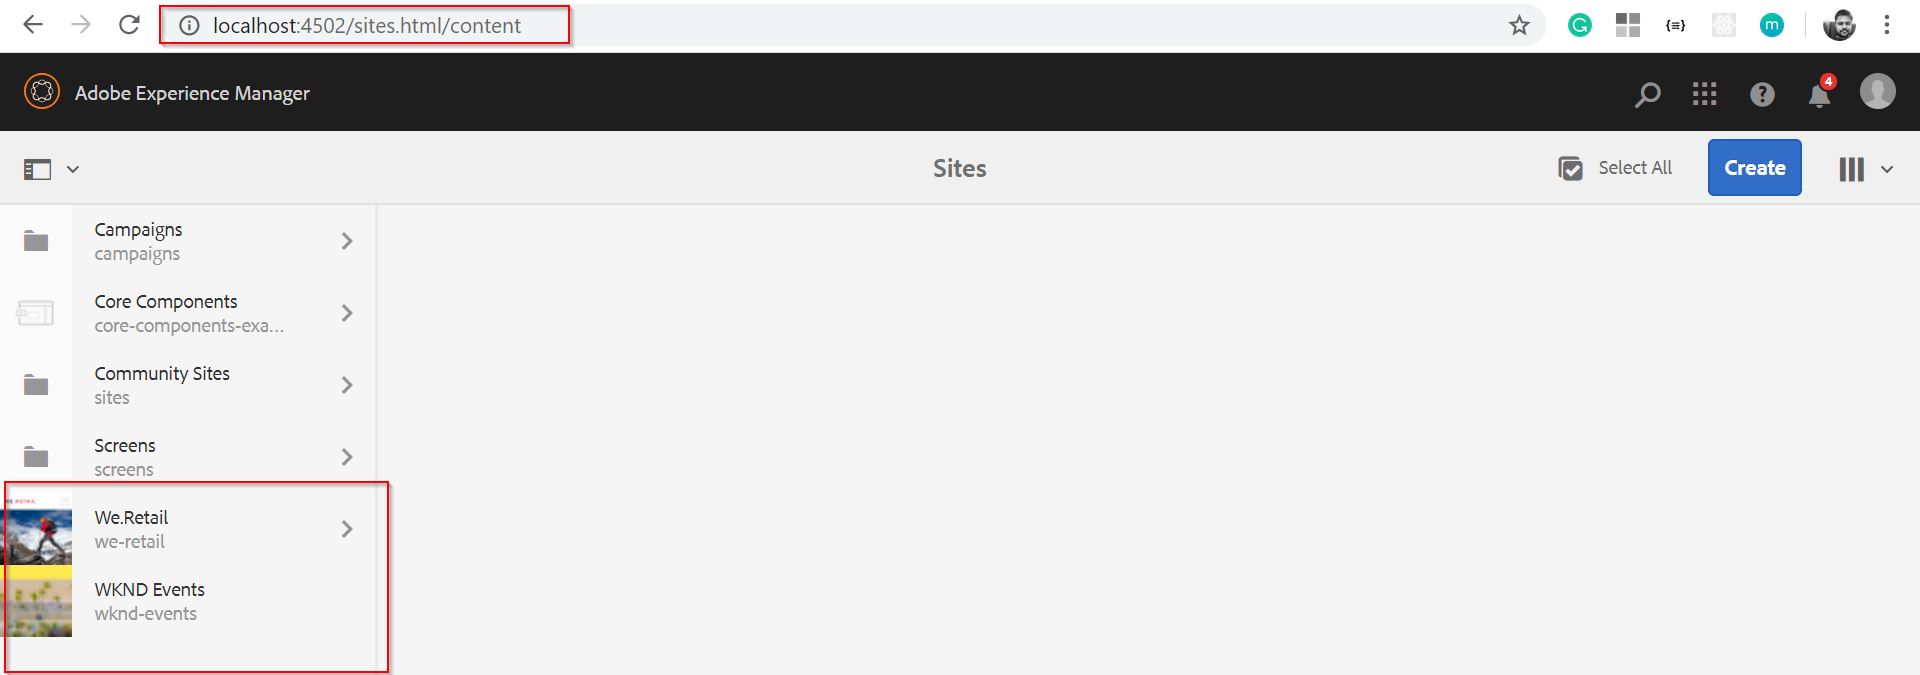 localhost:4502/sites.html/content
G
{≡}
m
Adobe Experience Manager
?
4
Sites
Select All
Create
Campaigns
campaigns
Core Components
core-components-exa...
Community Sites
sites
Screens
screens
We.Retail
we-retail
WKND Events
wknd-events